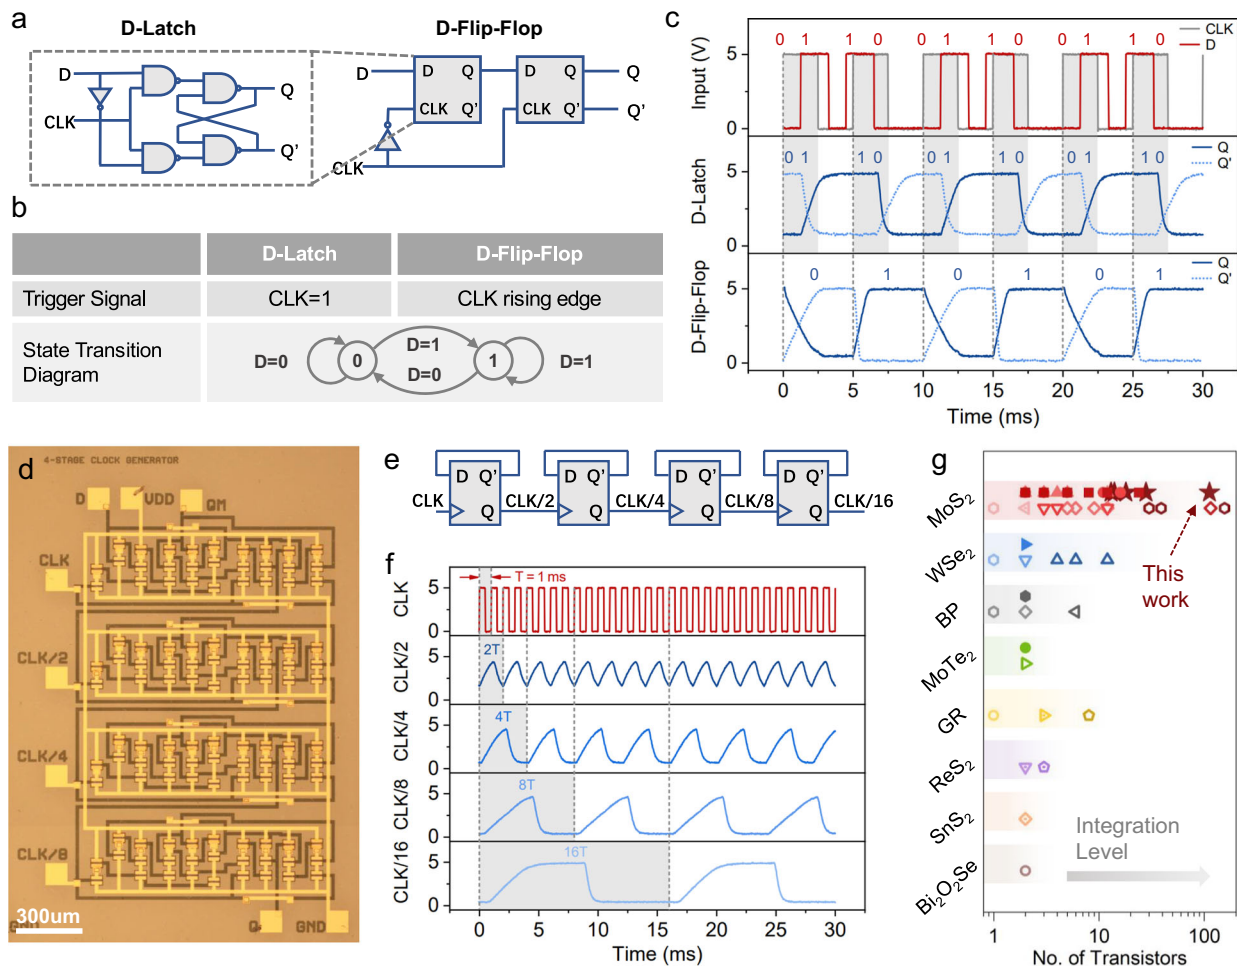 a
D-Latch
D-Flip-Flop
D
CLK
Q
Q'
D
CLK
D Q
CLK Q'
D Q
CLK Q'
Q
Q'
b
D-Latch D-Flip-Flop
Trigger Signal CLK=1 CLK rising edge
State Transition
Diagram
D=0 0 D=1 D=0 1 D=1
c
CLK
D
0 1 1 0 0 1 1 0 0 1 1 0
Input (V)
5
0
Q
Q'
0 1 1 0 0 1 1 0 0 1 1 0
D-Latch
5
0
Q
Q'
0 1 0 1 0 1
D-Flip-Flop
5
0
0 5 10 15 20 25 30
Time (ms)
d
4-STAGE CLOCK GENERATOR
D VDD QM
CLK
CLK/2
CLK/4
CLK/8
300um
GND
e
D Q' D Q' D Q' D Q'
CLK CLK/2 CLK/4 CLK/8 CLK/16
Q Q Q Q
f
T = 1 ms
CLK
5
0
2T
CLK/2
5
0
4T
CLK/4
5
0
8T
CLK/8
5
0
16T
CLK/16
5
0
0 5 10 15 20 25 30
Time (ms)
g
MoS₂
WSe₂
BP
MoTe₂
GR
ReS₂
SnS₂
Bi₂O₂Se
This
work
Integration
Level
1 10 100
No. of Transistors